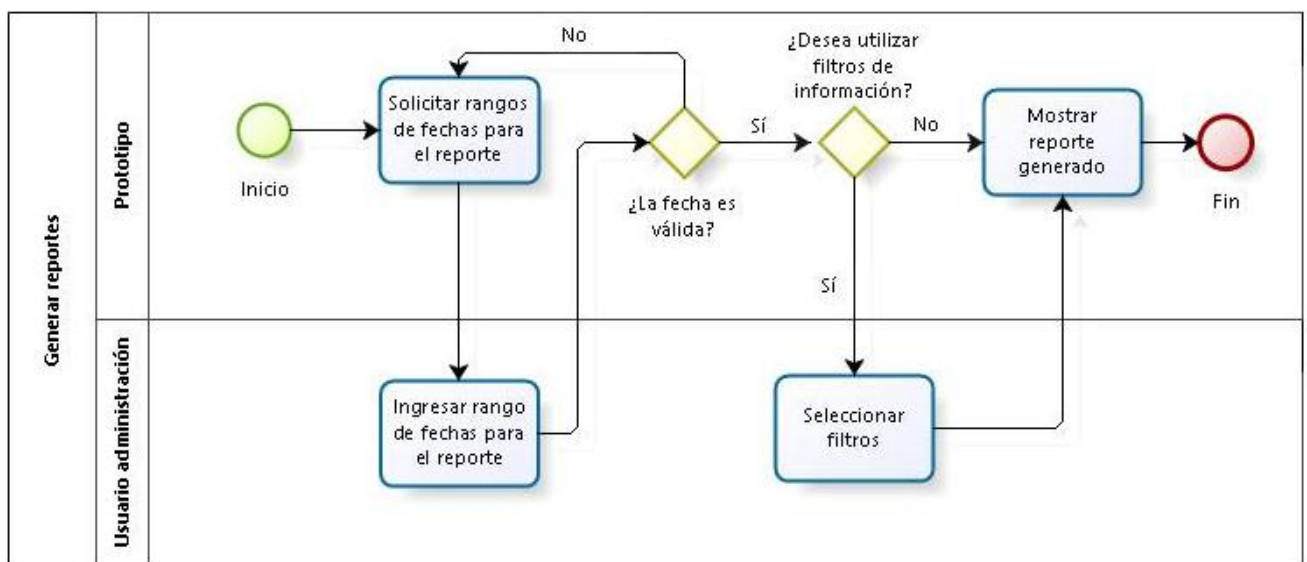 Generar reportes
Prototipo
Usuario administración
Inicio
Solicitar rangos
de fechas para
el reporte
No
¿La fecha es
válida?
Sí
¿Desea utilizar
filtros de
información?
No
Sí
Mostrar
reporte
generado
Fin
Ingresar rango
de fechas para
el reporte
Seleccionar
filtros